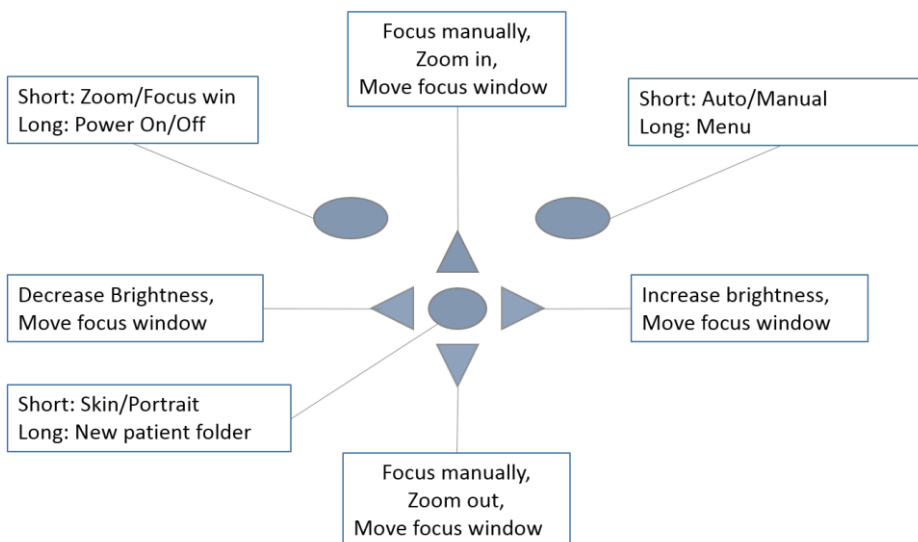 Focus manually,
Zoom in,
Move focus window
Short: Zoom/Focus win
Long: Power On/Off
Short: Auto/Manual
Long: Menu
Decrease Brightness,
Move focus window
Increase brightness,
Move focus window
Short: Skin/Portrait
Long: New patient folder
Focus manually,
Zoom out,
Move focus window